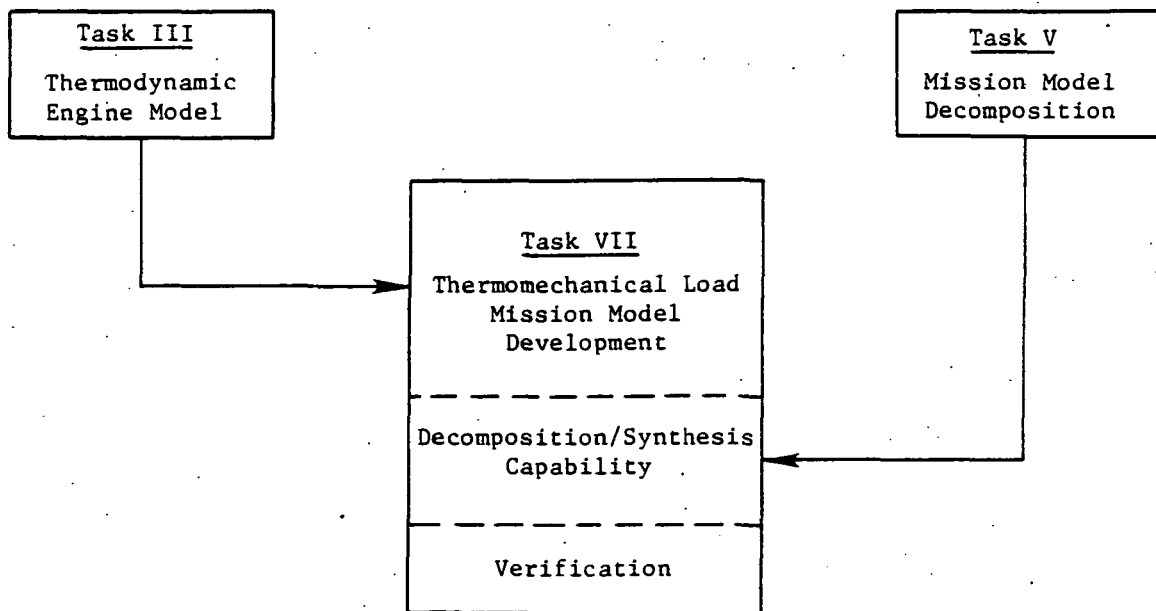 Task III
Thermodynamic
Engine Model
Task V
Mission Model
Decomposition
Task VII
Thermomechanical Load
Mission Model
Development
Decomposition/Synthesis
Capability
Verification